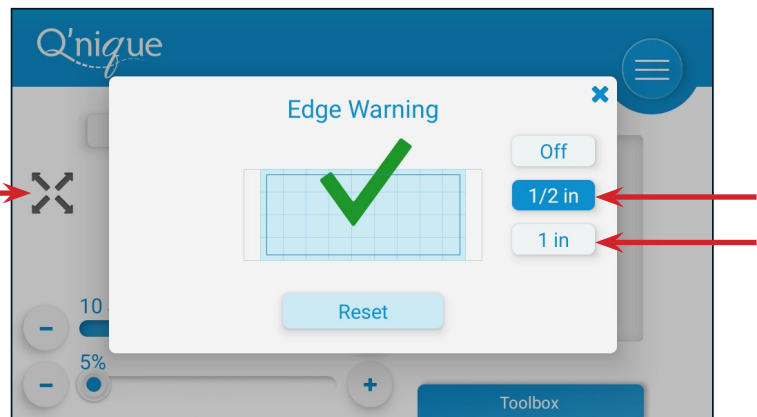 Q'nique
Edge Warning
Off
1/2 in
1 in
Reset
10
5%
Toolbox